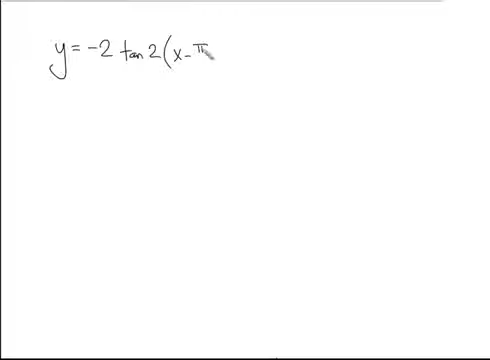 y = -2 tan 2(x - π